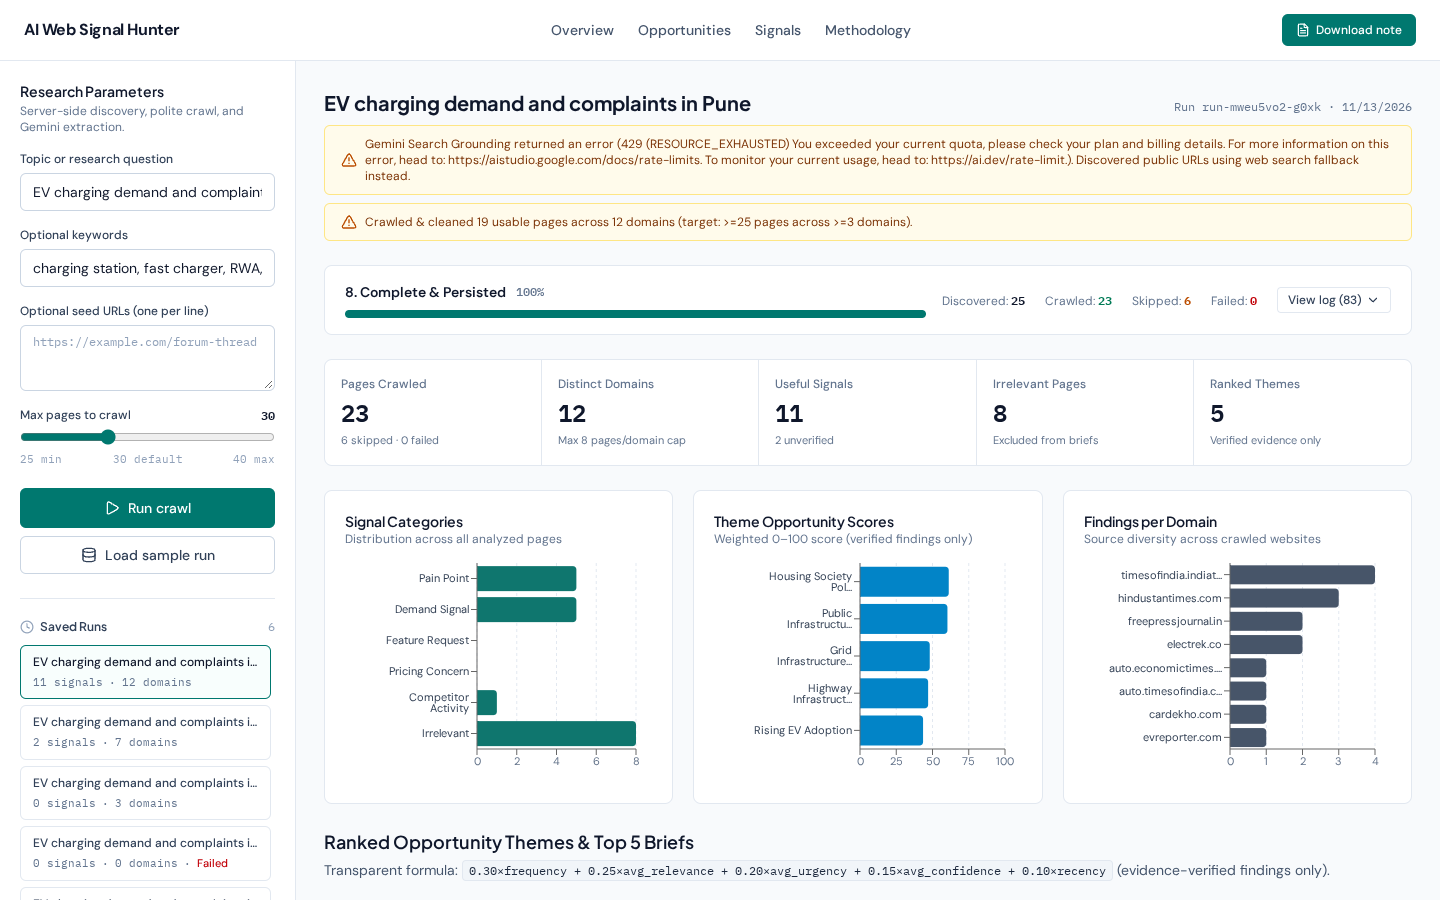 AI Web Signal Hunter
Overview
Opportunities
Signals
Methodology
Download note
Research Parameters
Server-side discovery, polite crawl, and
Gemini extraction.
Topic or research question
EV charging demand and complaint
Optional keywords
charging station, fast charger, RWA,
Optional seed URLs (one per line)
https://example.com/forum-thread
Max pages to crawl
30
25 min
30 default
40 max
Run crawl
Load sample run
Saved Runs
6
EV charging demand and complaints i...
11 signals · 12 domains
EV charging demand and complaints i...
2 signals · 7 domains
EV charging demand and complaints i...
0 signals · 3 domains
EV charging demand and complaints i...
0 signals · 0 domains · Failed
EV charging demand and complaints in Pune
Run run-mweu5vo2-g0xk · 11/13/2026
Gemini Search Grounding returned an error (429 (RESOURCE_EXHAUSTED) You exceeded your current quota, please check your plan and billing details. For more information on this
error, head to: https://aistudio.google.com/docs/rate-limits. To monitor your current usage, head to: https://ai.dev/rate-limit.). Discovered public URLs using web search fallback
instead.
Crawled & cleaned 19 usable pages across 12 domains (target: >=25 pages across >=3 domains).
8. Complete & Persisted 100%
Discovered: 25
Crawled: 23
Skipped: 6
Failed: 0
View log (83)
Pages Crawled
23
6 skipped · 0 failed
Distinct Domains
12
Max 8 pages/domain cap
Useful Signals
11
2 unverified
Irrelevant Pages
8
Excluded from briefs
Ranked Themes
5
Verified evidence only
Signal Categories
Distribution across all analyzed pages
Pain Point
Demand Signal
Feature Request
Pricing Concern
Competitor
Activity
Irrelevant
0 2 4 6 8
Theme Opportunity Scores
Weighted 0–100 score (verified findings only)
Housing Society
Pol...
Public
Infrastructu...
Grid
Infrastructure...
Highway
Infrastruct...
Rising EV Adoption
0 25 50 75 100
Findings per Domain
Source diversity across crawled websites
timesofindia.indiat...
hindustantimes.com
freepressjournal.in
electrek.co
auto.economictimes....
auto.timesofindia.c...
cardekho.com
evreporter.com
0 1 2 3 4
Ranked Opportunity Themes & Top 5 Briefs
Transparent formula: 0.30×frequency + 0.25×avg_relevance + 0.20×avg_urgency + 0.15×avg_confidence + 0.10×recency (evidence-verified findings only).